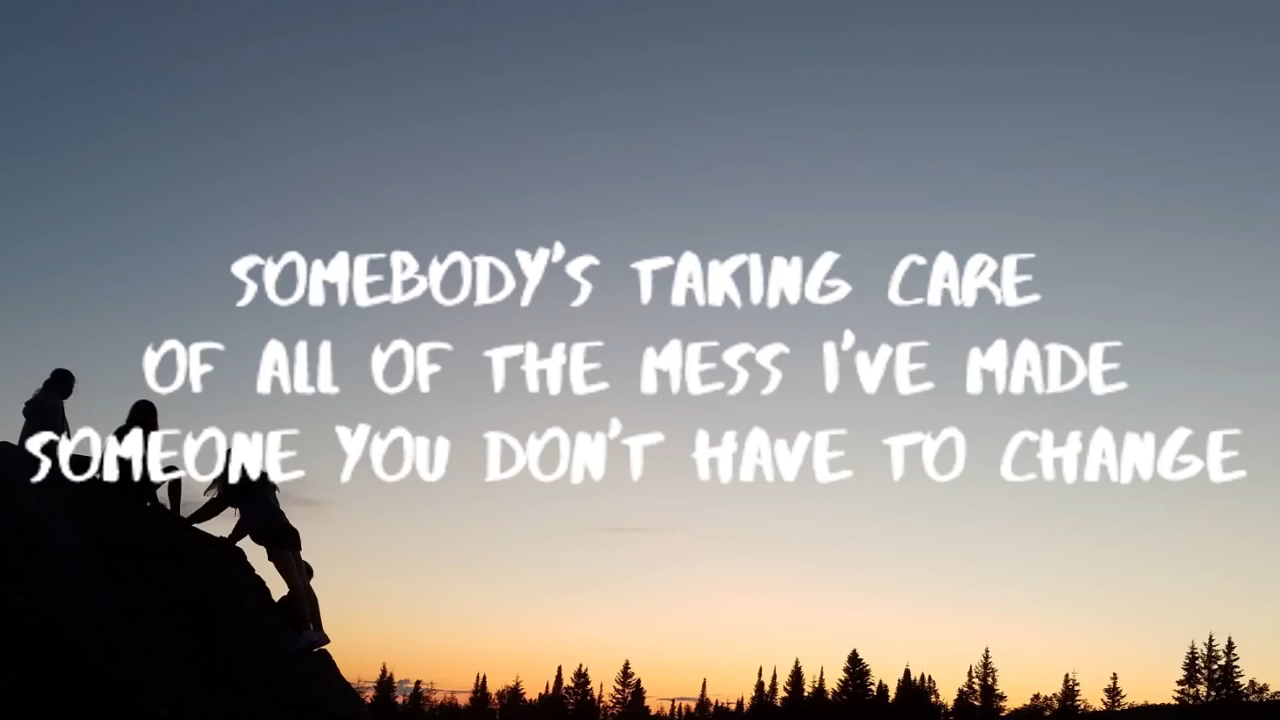 SOMEBODY'S TAKING CARE
OF ALL OF THE MESS I'VE MADE
SOMEONE YOU DON'T HAVE TO CHANGE